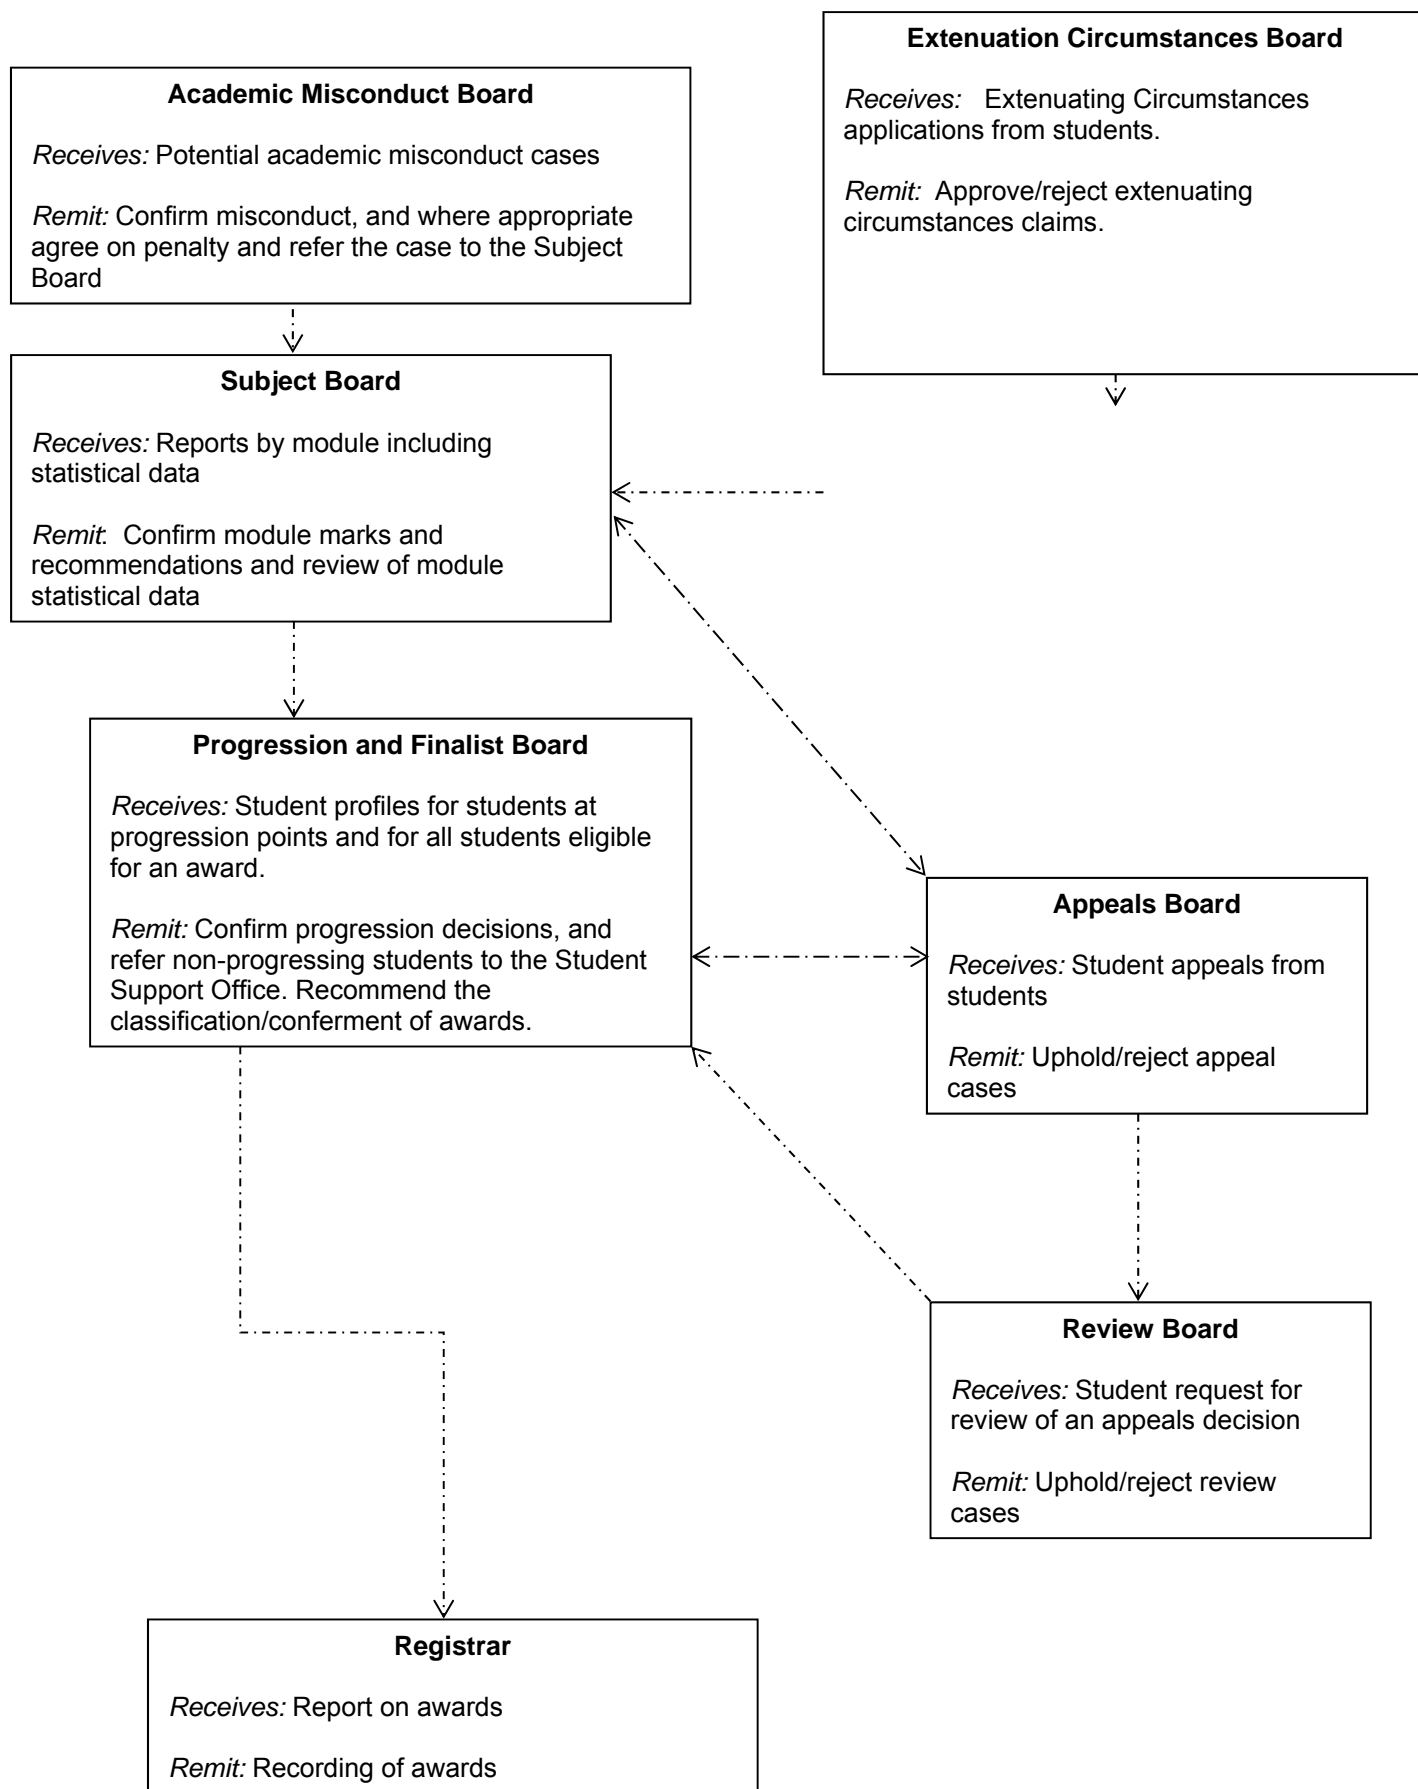 Extenuation Circumstances Board
Receives: Extenuating Circumstances
applications from students.
Remit: Approve/reject extenuating
circumstances claims.
Academic Misconduct Board
Receives: Potential academic misconduct cases
Remit: Confirm misconduct, and where appropriate
agree on penalty and refer the case to the Subject
Board
Subject Board
Receives: Reports by module including
statistical data
Remit: Confirm module marks and
recommendations and review of module
statistical data
Progression and Finalist Board
Receives: Student profiles for students at
progression points and for all students eligible
for an award.
Remit: Confirm progression decisions, and
refer non-progressing students to the Student
Support Office. Recommend the
classification/conferment of awards.
Appeals Board
Receives: Student appeals from
students
Remit: Uphold/reject appeal
cases
Review Board
Receives: Student request for
review of an appeals decision
Remit: Uphold/reject review
cases
Registrar
Receives: Report on awards
Remit: Recording of awards